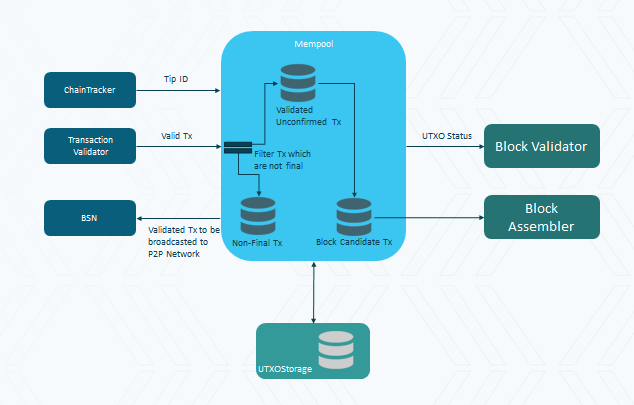 Mempool
ChainTracker
Tip ID
Validated
Unconfirmed Tx
Transaction
Validator
Valid Tx
Filter Tx which
are not final
UTXO Status
Block Validator
BSN
Validated Tx to be
broadcasted to
P2P Network
Non-Final Tx
Block Candidate Tx
Block
Assembler
UTXOStorage